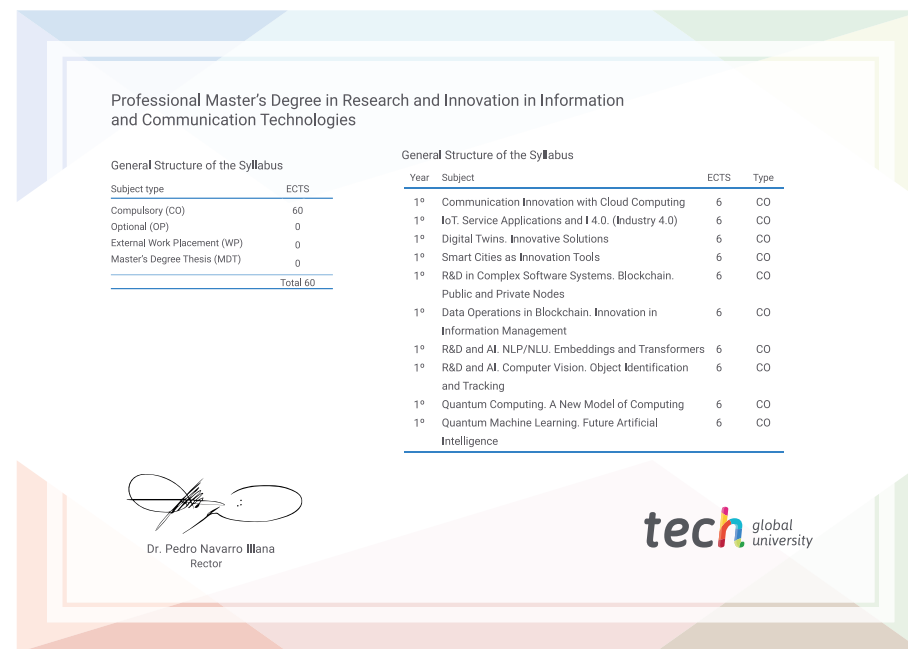 Professional Master's Degree in Research and Innovation in Information
and Communication Technologies
General Structure of the Syllabus
Subject type ECTS
Compulsory (CO) 60
Optional (OP) 0
External Work Placement (WP) 0
Master's Degree Thesis (MDT) 0
Total 60
General Structure of the Syllabus
Year Subject ECTS Type
1º Communication Innovation with Cloud Computing 6 CO
1º IoT. Service Applications and I 4.0. (Industry 4.0) 6 CO
1º Digital Twins. Innovative Solutions 6 CO
1º Smart Cities as Innovation Tools 6 CO
1º R&D in Complex Software Systems. Blockchain. 6 CO
Public and Private Nodes
1º Data Operations in Blockchain. Innovation in 6 CO
Information Management
1º R&D and AI. NLP/NLU. Embeddings and Transformers 6 CO
1º R&D and AI. Computer Vision. Object Identification 6 CO
and Tracking
1º Quantum Computing. A New Model of Computing 6 CO
1º Quantum Machine Learning. Future Artificial 6 CO
Intelligence
Dr. Pedro Navarro Illana
Rector
tech global
university